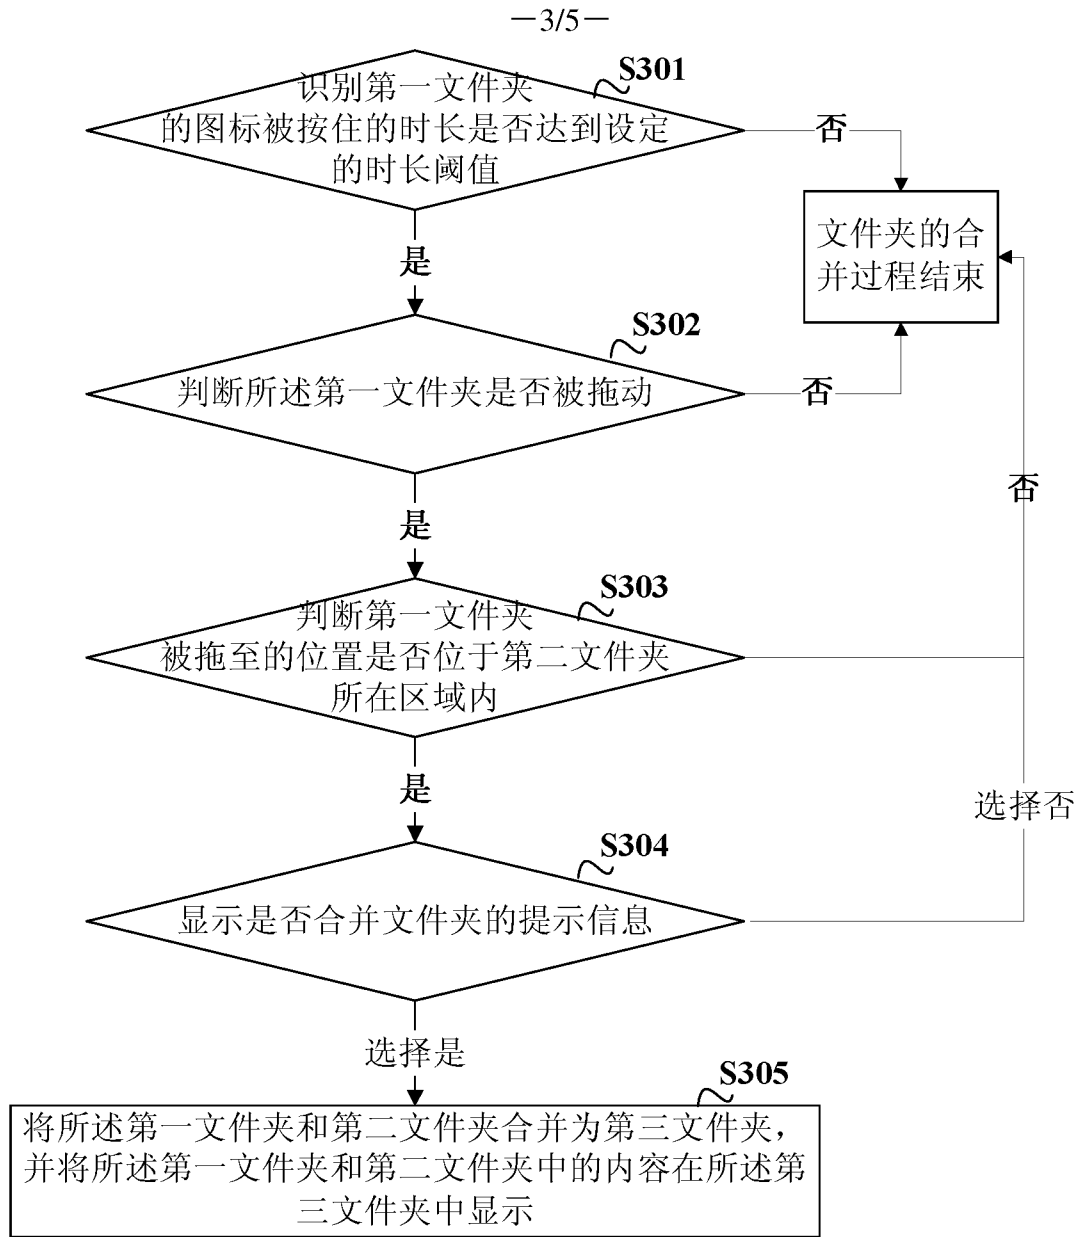 —3/5—
S301
识别第一文件夹
的图标被按住的时长是否达到设定
的时长阈值
否
文件夹的合
并过程结束
是
S302
判断所述第一文件夹是否被拖动
否
是
否
S303
判断第一文件夹
被拖至的位置是否位于第二文件夹
所在区域内
是
选择否
S304
显示是否合并文件夹的提示信息
选择是
S305
将所述第一文件夹和第二文件夹合并为第三文件夹，
并将所述第一文件夹和第二文件夹中的内容在所述第
三文件夹中显示